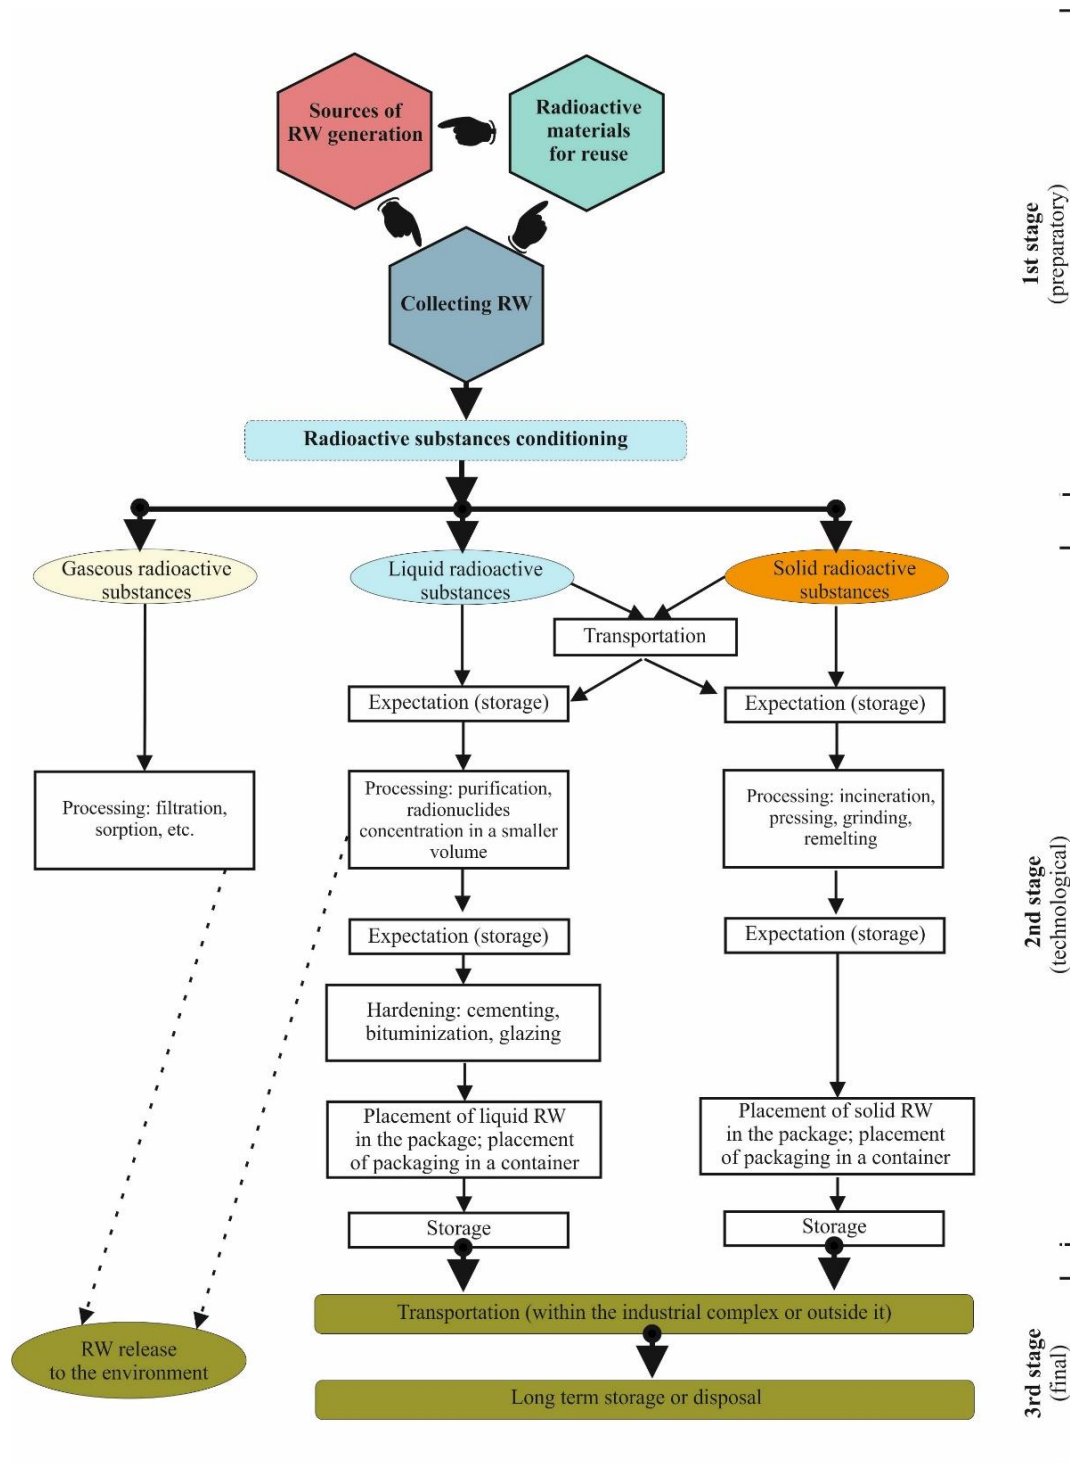 Sources of
RW generation
Radioactive
materials
for reuse
Collecting RW
1st stage
(preparatory)
Radioactive substances conditioning
Gaseous radioactive
substances
Liquid radioactive
substances
Solid radioactive
substances
Transportation
Expectation (storage)
Expectation (storage)
Processing: filtration,
sorption, etc.
Processing: purification,
radionuclides
concentration in a smaller
volume
Processing: incineration,
pressing, grinding,
remelting
Expectation (storage)
Expectation (storage)
2nd stage
(technological)
Hardening: cementing,
bituminization, glazing
Placement of liquid RW
in the package; placement
of packaging in a container
Placement of solid RW
in the package; placement
of packaging in a container
Storage
Storage
Transportation (within the industrial complex or outside it)
RW release
to the environment
Long term storage or disposal
3rd stage
(final)